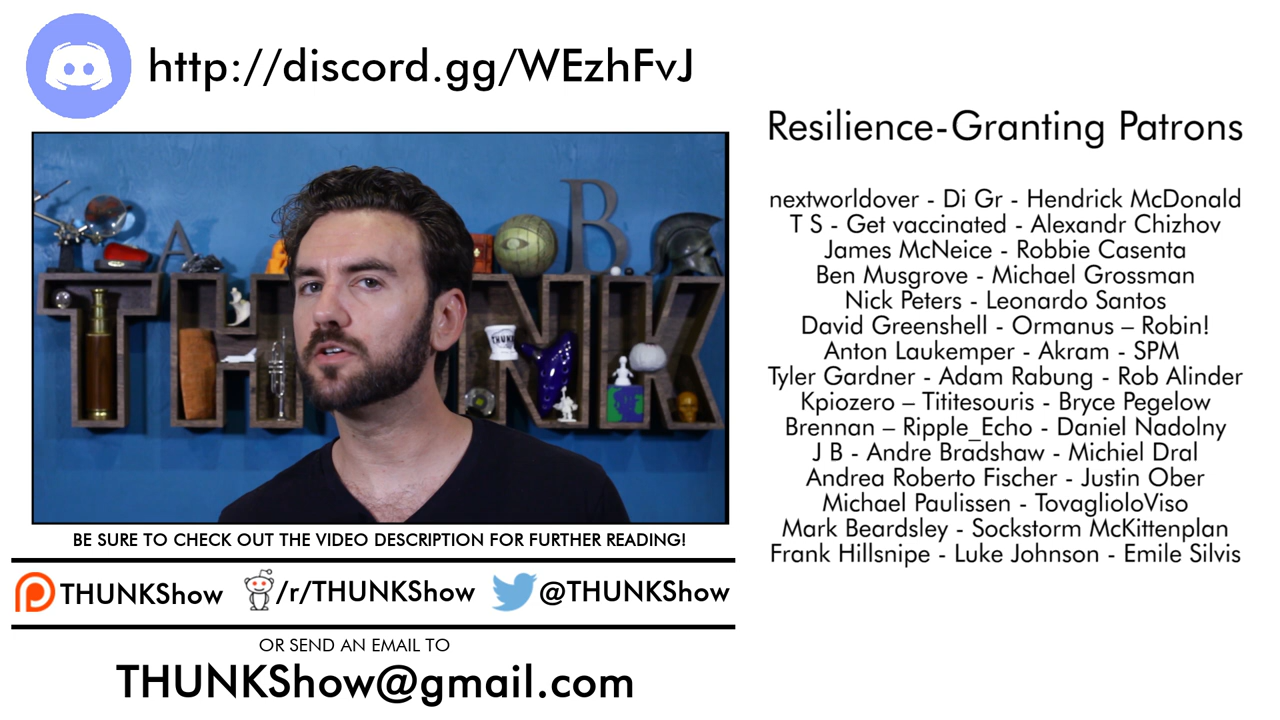 http://discord.gg/WEzhFvJ
A
B
THUNK
THUNK
BE SURE TO CHECK OUT THE VIDEO DESCRIPTION FOR FURTHER READING!
THUNKShow /r/THUNKShow @THUNKShow
OR SEND AN EMAIL TO
THUNKShow@gmail.com
Resilience-Granting Patrons
nextworldover - Di Gr - Hendrick McDonald
T S - Get vaccinated - Alexandr Chizhov
James McNeice - Robbie Casenta
Ben Musgrove - Michael Grossman
Nick Peters - Leonardo Santos
David Greenshell - Ormanus – Robin!
Anton Laukemper - Akram - SPM
Tyler Gardner - Adam Rabung - Rob Alinder
Kpiozero – Tititesouris - Bryce Pegelow
Brennan – Ripple_Echo - Daniel Nadolny
J B - Andre Bradshaw - Michiel Dral
Andrea Roberto Fischer - Justin Ober
Michael Paulissen - TovaglioloViso
Mark Beardsley - Sockstorm McKittenplan
Frank Hillsnipe - Luke Johnson - Emile Silvis